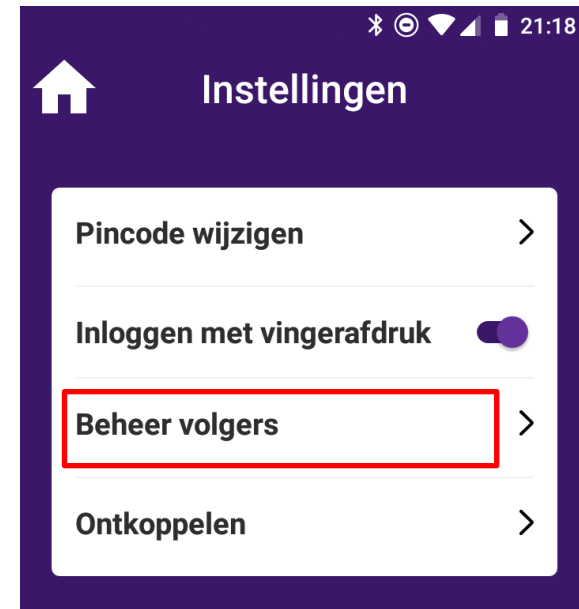 21:18
Instellingen
Pincode wijzigen
Inloggen met vingerafdruk
Beheer volgers
Ontkoppelen